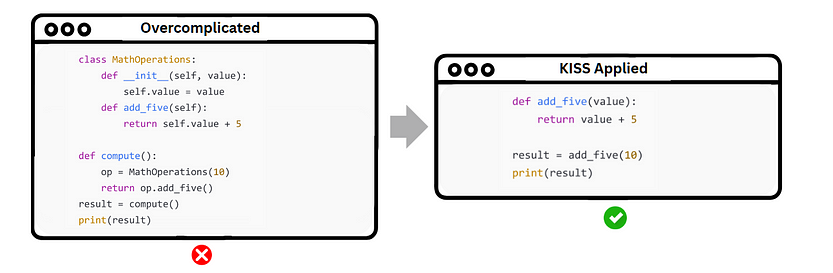 Overcomplicated
class MathOperations:
    def __init__(self, value):
        self.value = value
    def add_five(self):
        return self.value + 5

def compute():
    op = MathOperations(10)
    return op.add_five()
result = compute()
print(result)
KISS Applied
def add_five(value):
    return value + 5

result = add_five(10)
print(result)